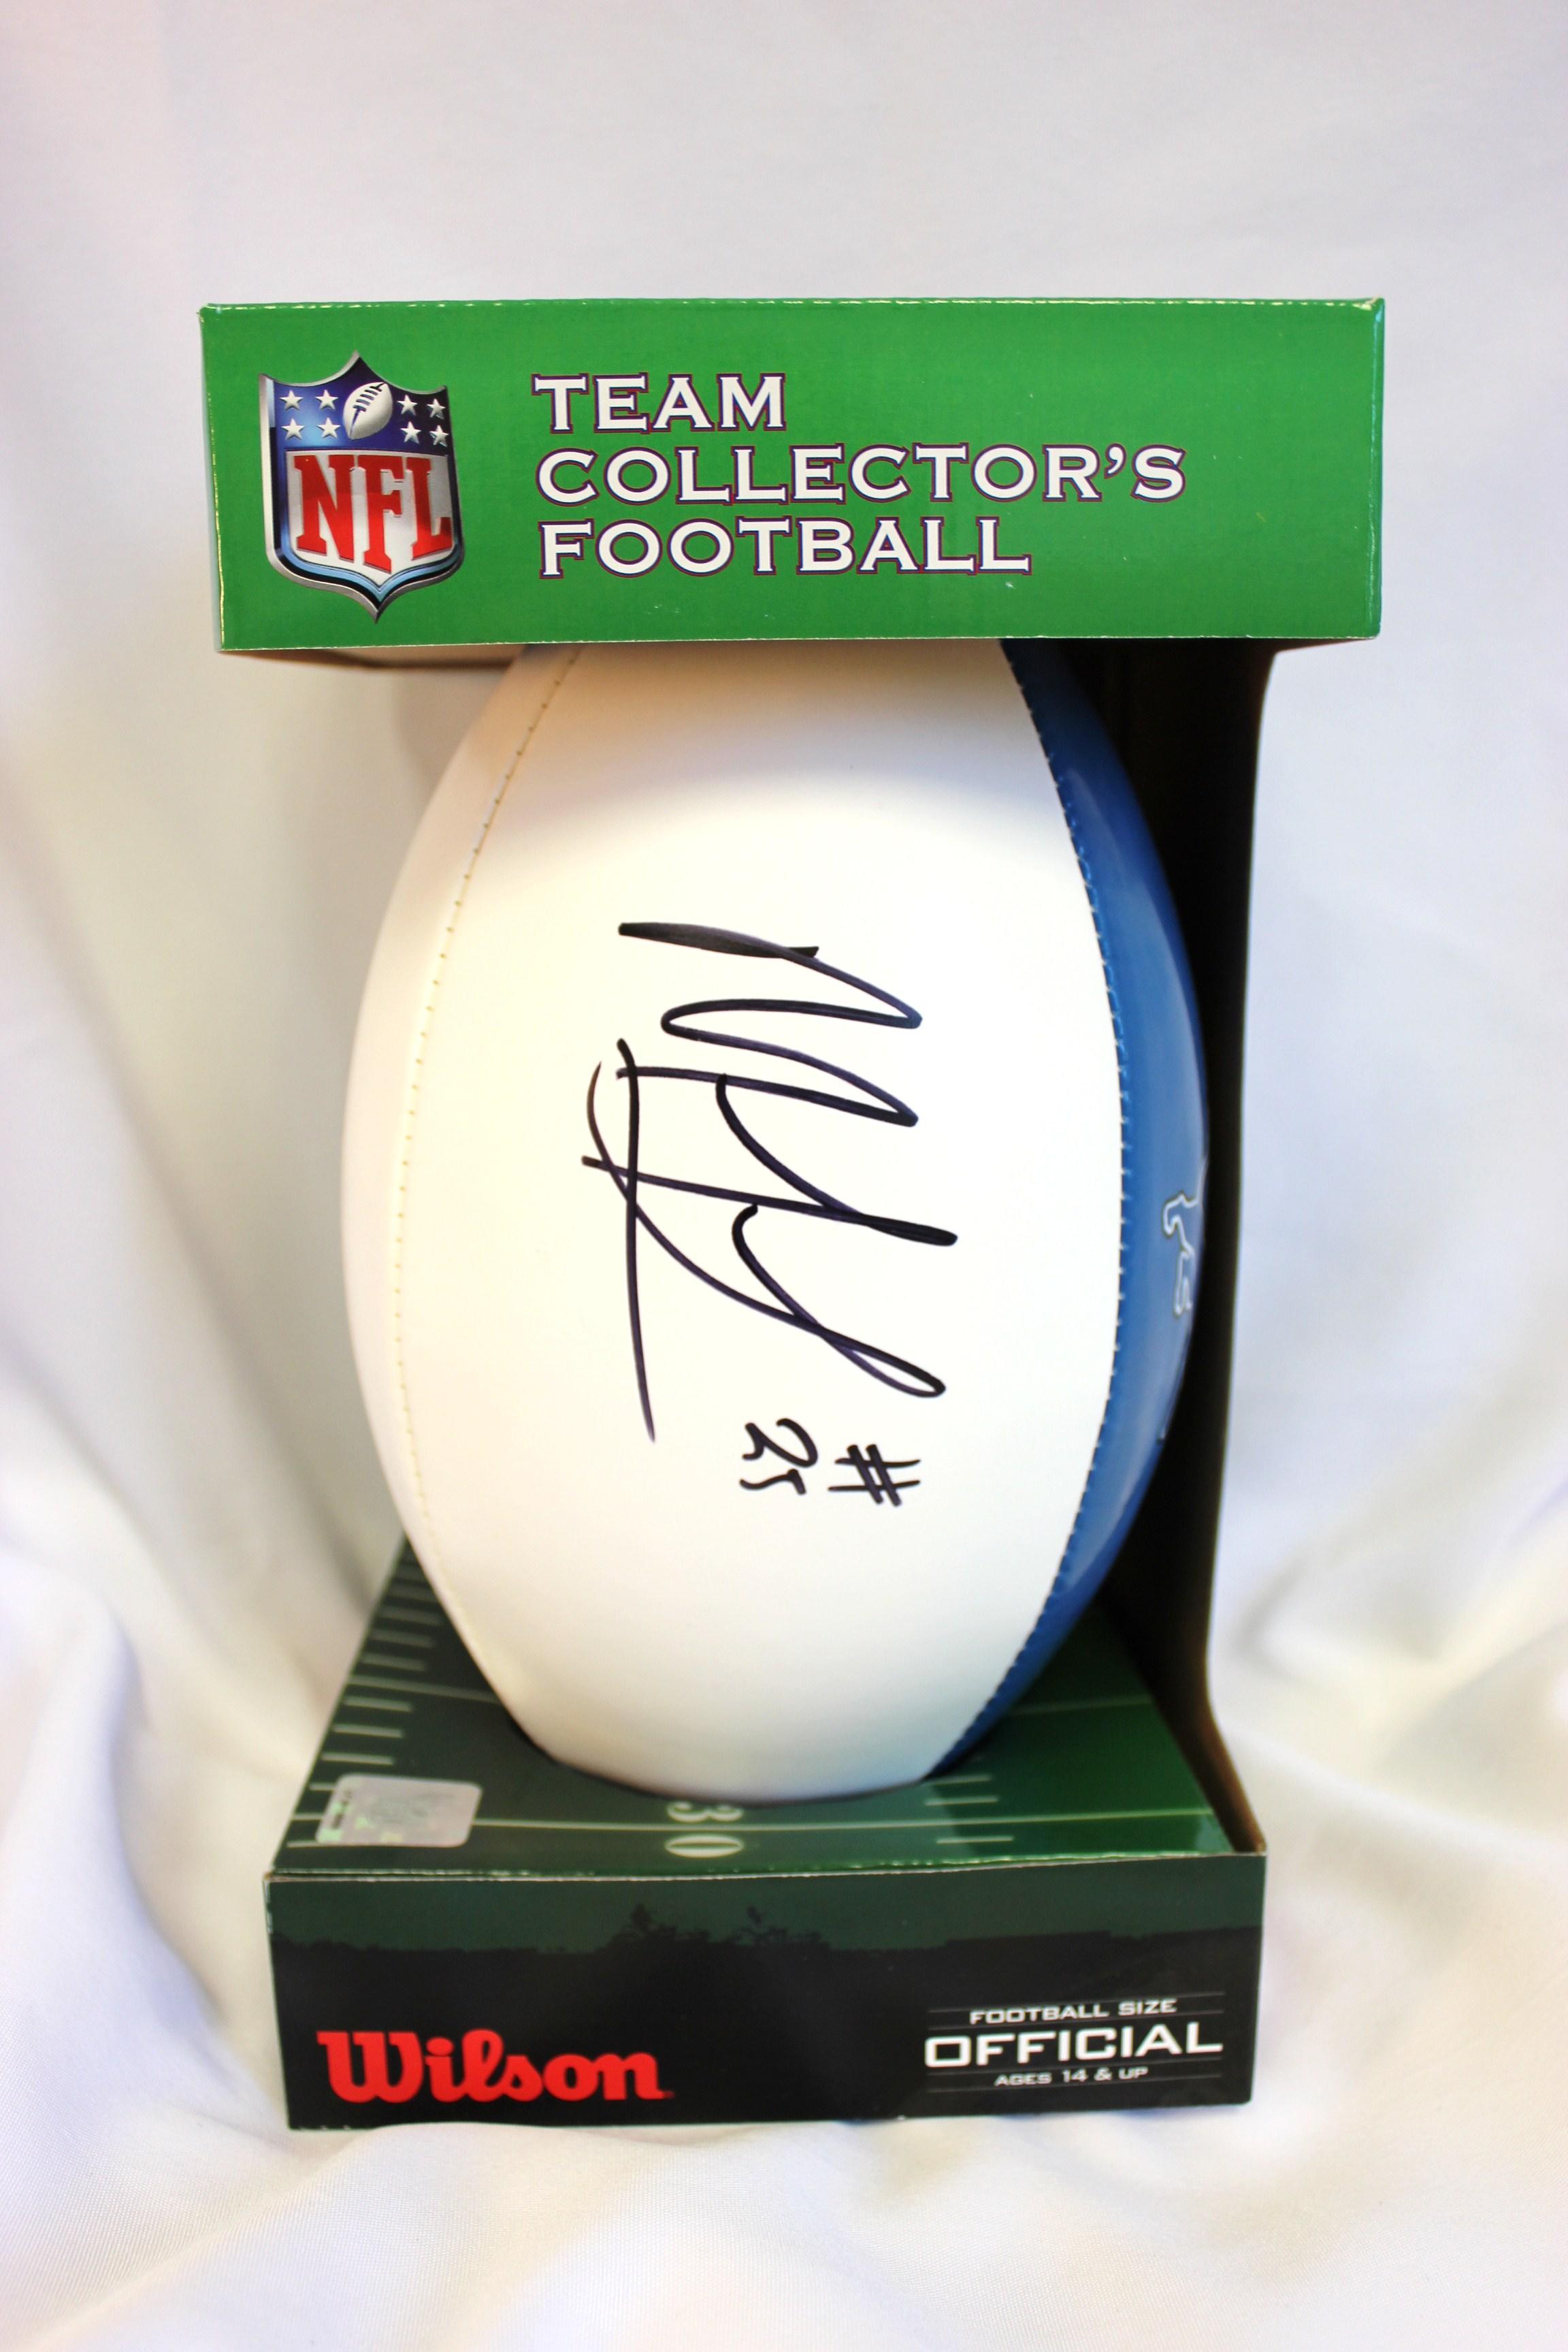 NFL
TEAM
COLLECTOR'S
FOOTBALL
#25
30
Wilson
FOOTBALL SIZE
OFFICIAL
AGES 14 & UP